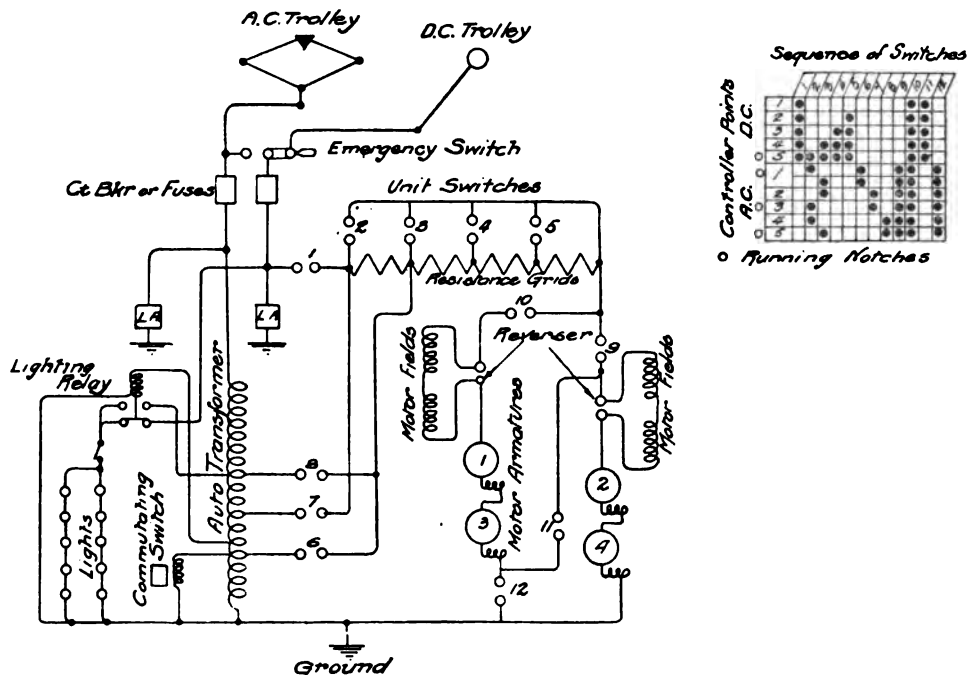 A.C. Trolley
D.C. Trolley
Emergency Switch
Ct Bkr or Fuses
Unit Switches
2
3
4
5
1
Resistance Grids
10
LA
LA
Reverser
9
Motor Fields
Motor Fields
Lighting
Relay
Auto Transformer
Motor Armatures
1
2
3
4
8
7
6
11
12
Lights
Commutating
Switch
Ground
Sequence of Switches
Controller Points
D.C.
A.C.
1
2
3
4
5
1
2
3
4
5
Running Notches